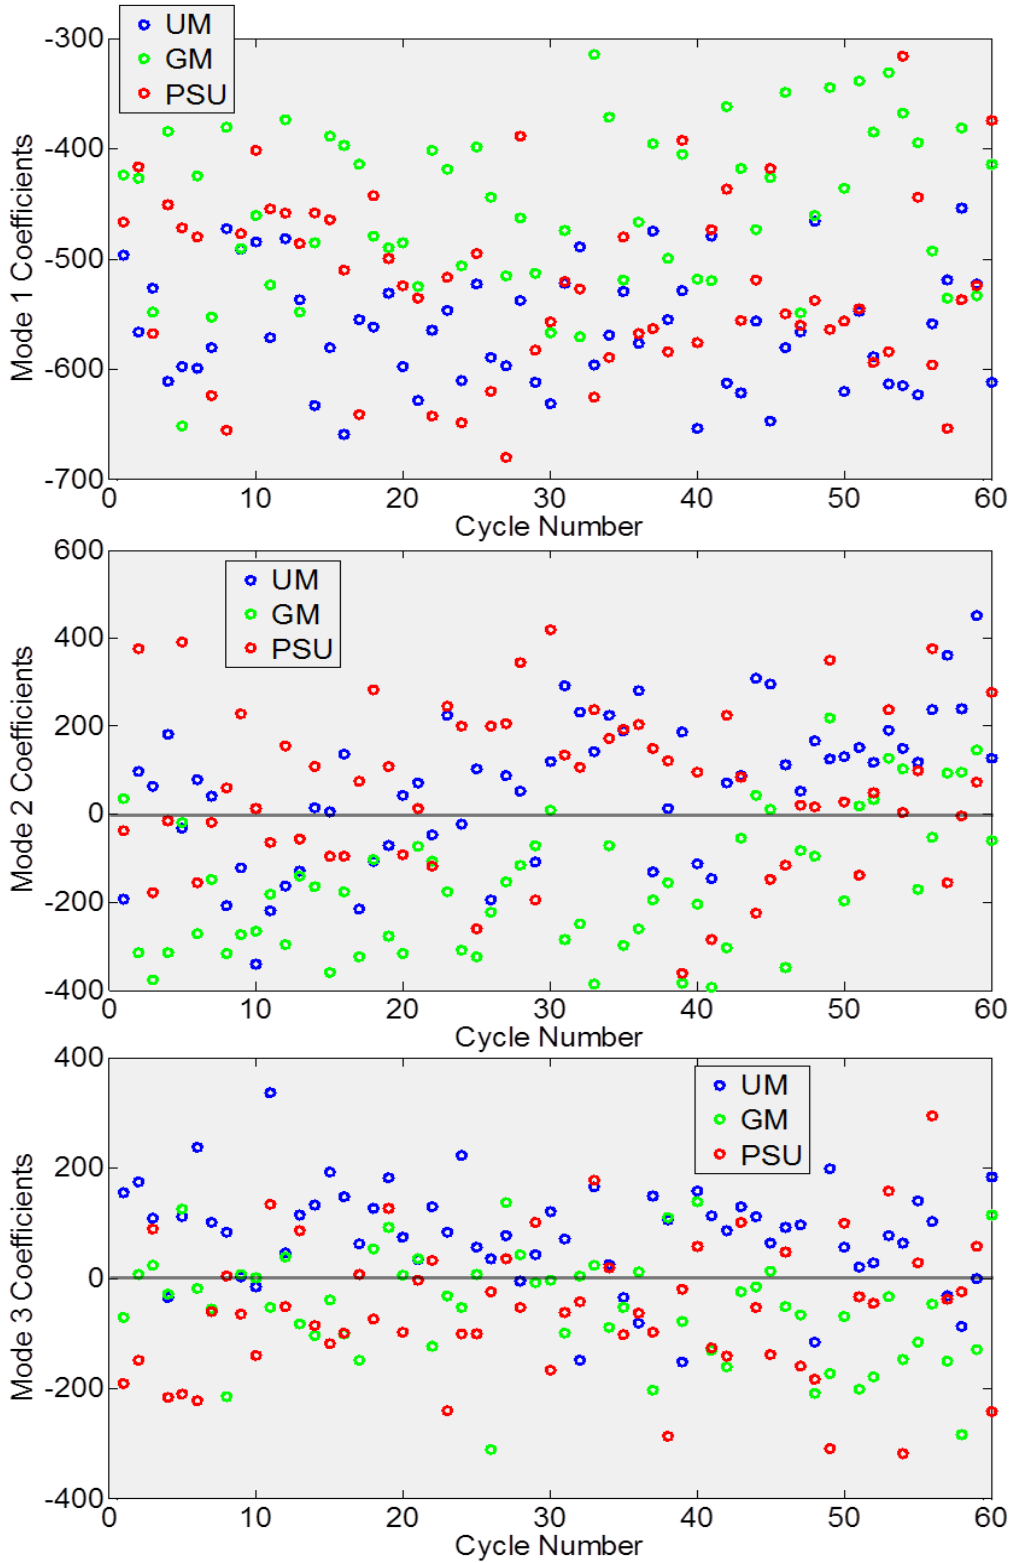 UM
GM
PSU
-300
-400
-500
-600
-700
Mode 1 Coefficients
0 10 20 30 40 50 60
Cycle Number
600
400
200
0
-200
-400
Mode 2 Coefficients
UM
GM
PSU
0 10 20 30 40 50 60
Cycle Number
400
200
0
-200
-400
Mode 3 Coefficients
UM
GM
PSU
0 10 20 30 40 50 60
Cycle Number